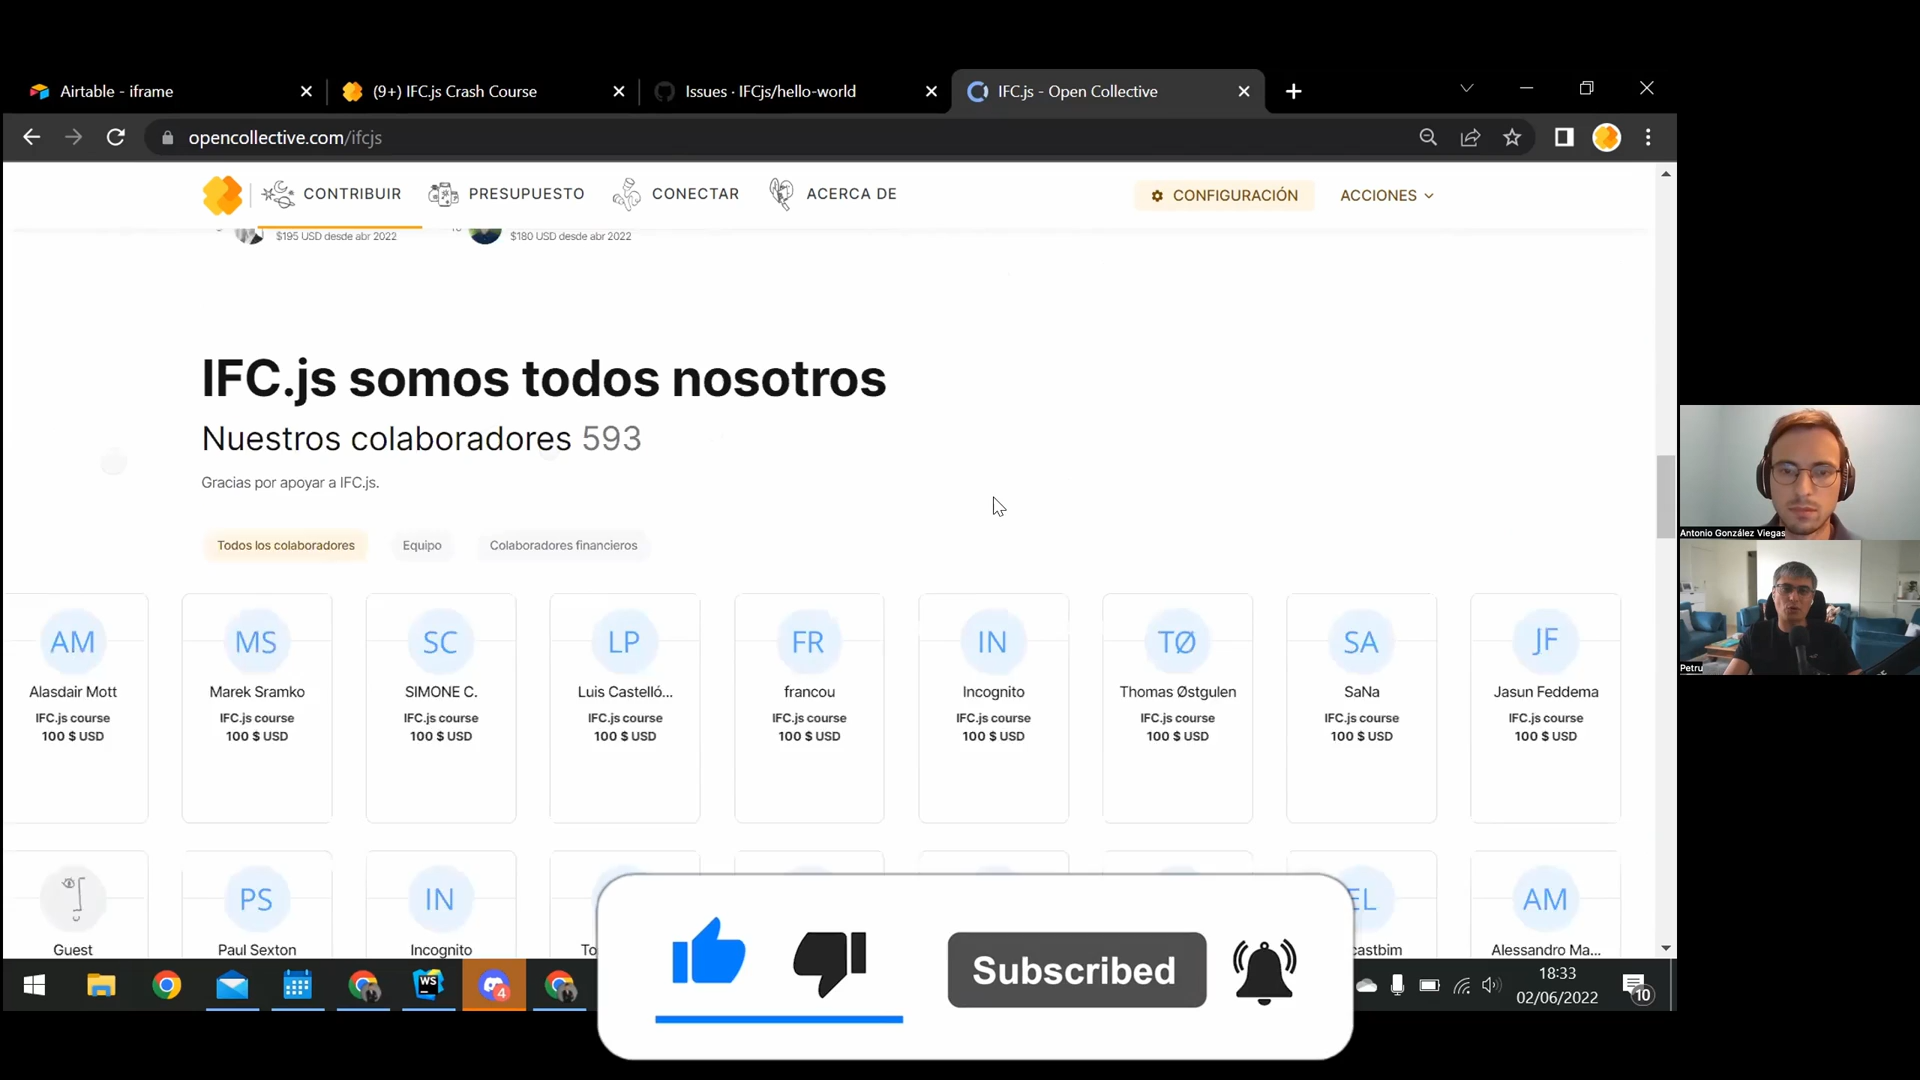 Airtable - iframe
(9+) IFC.js Crash Course
Issues · IFCjs/hello-world
IFC.js - Open Collective
opencollective.com/ifcjs
CONTRIBUIR
PRESUPUESTO
CONECTAR
ACERCA DE
CONFIGURACIÓN
ACCIONES
$195 USD desde abr 2022
$180 USD desde abr 2022
IFC.js somos todos nosotros
Nuestros colaboradores 593
Gracias por apoyar a IFC.js.
Todos los colaboradores
Equipo
Colaboradores financieros
AM
MS
SC
LP
FR
IN
TØ
SA
JF
Alasdair Mott
Marek Sramko
SIMONE C.
Luis Castelló...
francou
Incognito
Thomas Østgulen
SaNa
Jasun Feddema
IFC.js course
IFC.js course
IFC.js course
IFC.js course
IFC.js course
IFC.js course
IFC.js course
IFC.js course
IFC.js course
100 $ USD
100 $ USD
100 $ USD
100 $ USD
100 $ USD
100 $ USD
100 $ USD
100 $ USD
100 $ USD
PS
IN
EL
AM
Guest
Paul Sexton
Incognito
To
castbim
Alessandro Ma...
Antonio González Viegas
Petru
Subscribed
WS
4
18:33
02/06/2022
10